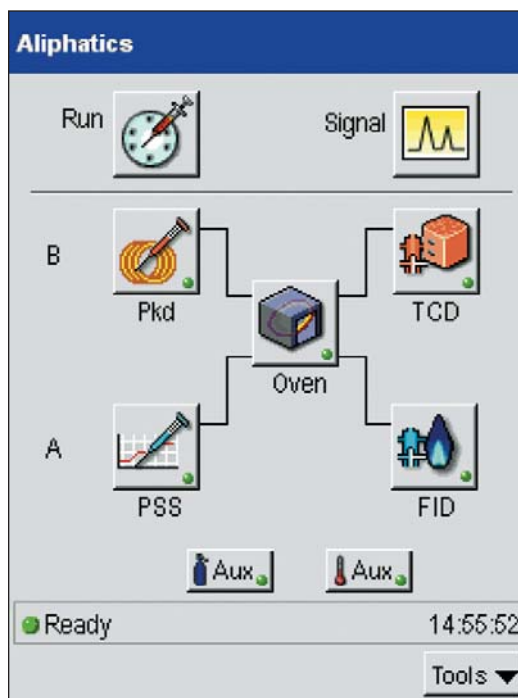 Aliphatics
Run
Signal
B
Pkd
TCD
Oven
A
PSS
FID
Aux
Aux
Ready 14:55:52
Tools